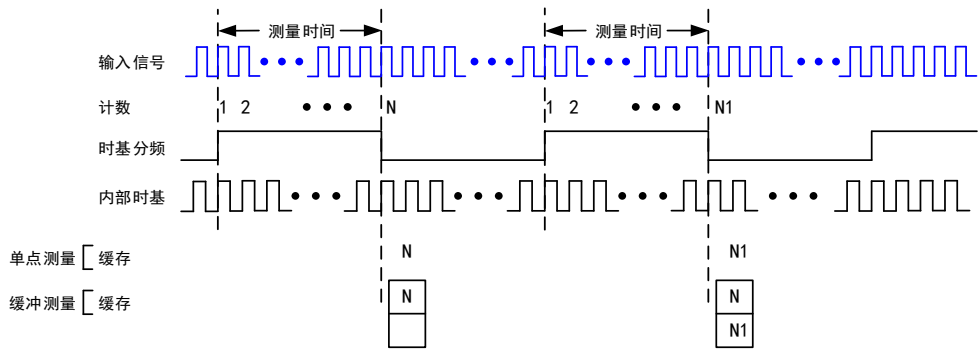 测量时间 测量时间
输入信号
计数 1 2 N 1 2 N1
时基分频
内部时基
单点测量 缓存 N N1
缓冲测量 缓存 N N
N1